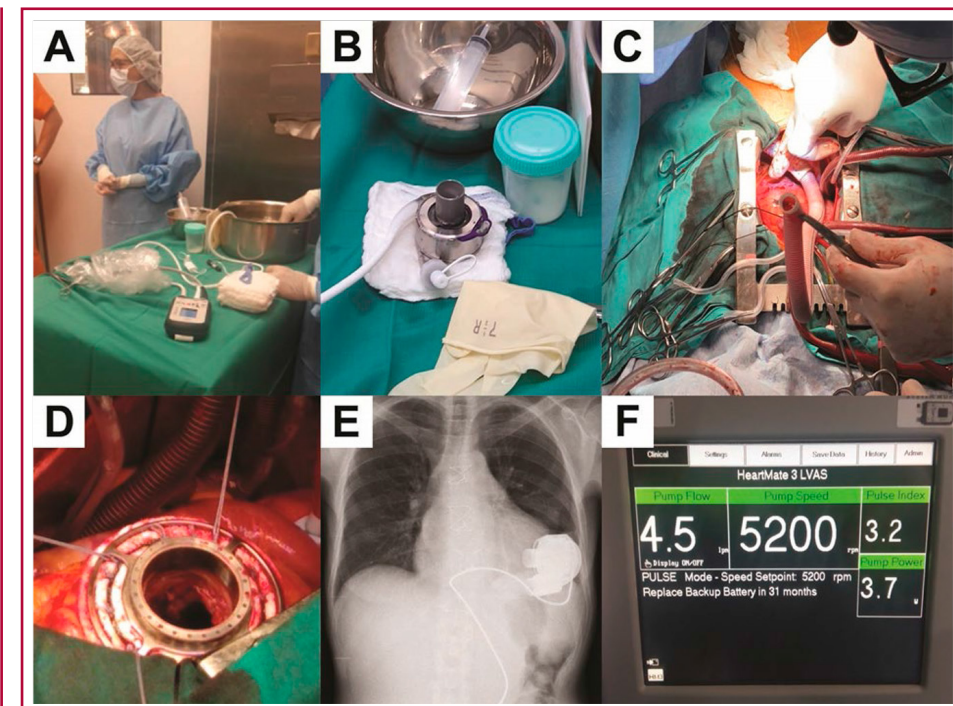 A
B
C
7½R
D
E
F
Clinical
Settings
Alarms
Save Data
History
Admin
HeartMate 3 LVAS
Pump Flow
Pump Speed
Pulse Index
4.5 lpm
5200 rpm
3.2
Display ON/OFF
Pump Power
3.7 w
PULSE Mode - Speed Setpoint: 5200 rpm
Replace Backup Battery in 31 months